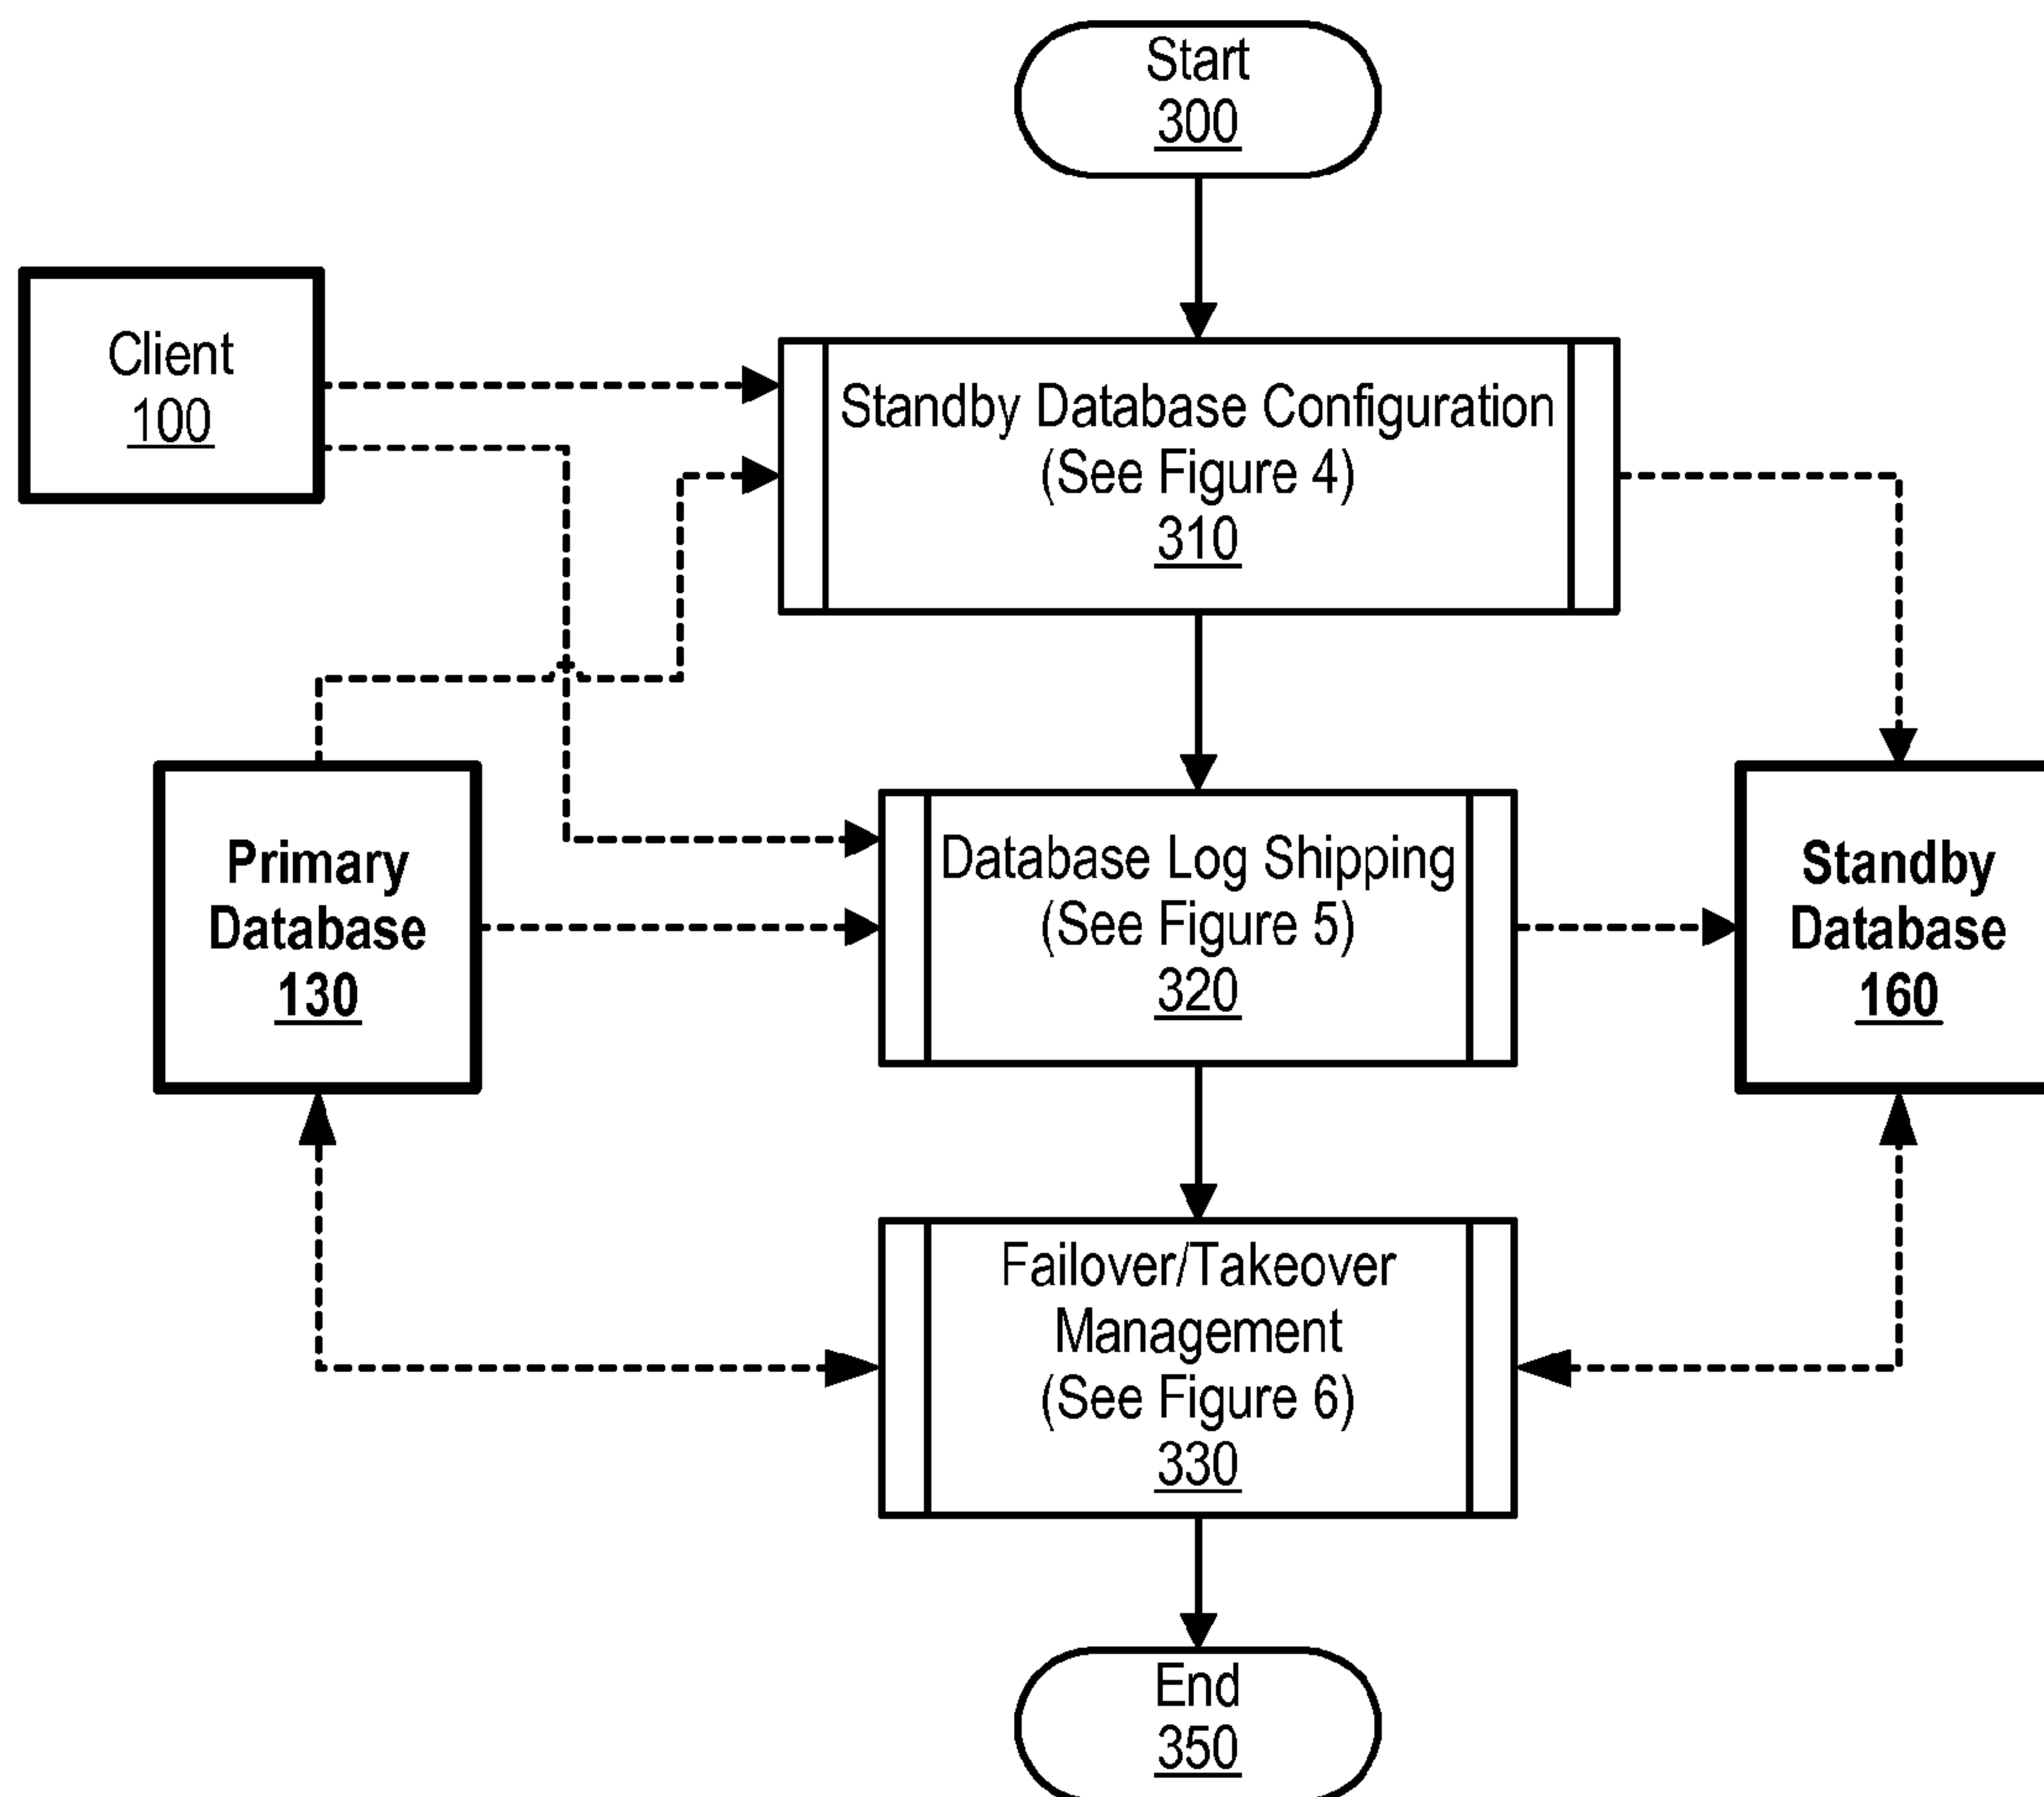 Start
300
Client
100
Standby Database Configuration
(See Figure 4)
310
Primary
Database
130
Database Log Shipping
(See Figure 5)
320
Standby
Database
160
Failover/Takeover
Management
(See Figure 6)
330
End
350